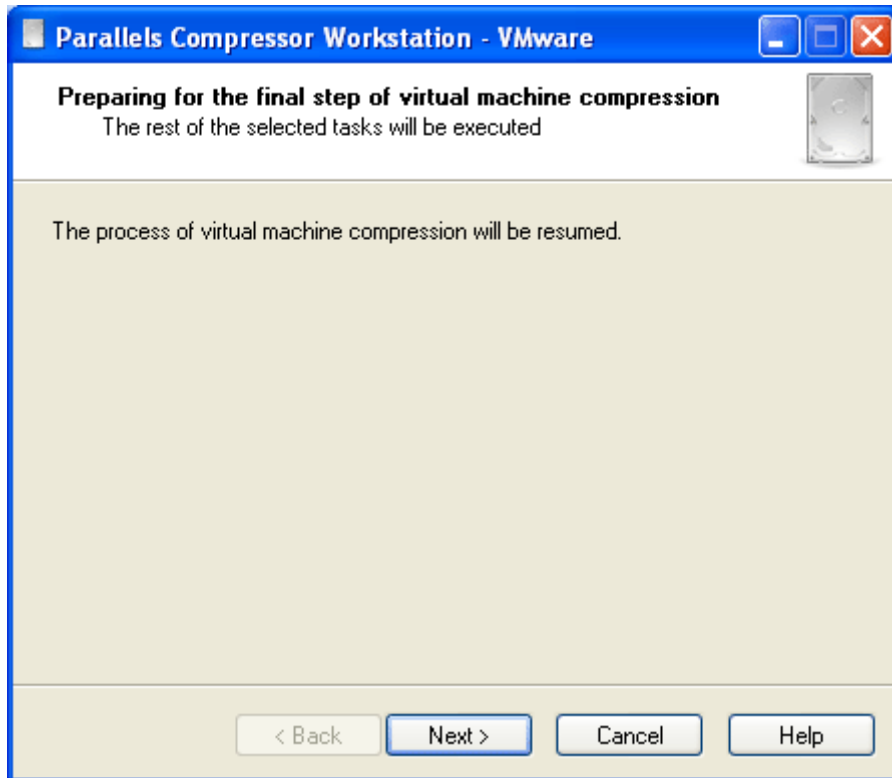 Parallels Compressor Workstation - VMware
Preparing for the final step of virtual machine compression
The rest of the selected tasks will be executed
The process of virtual machine compression will be resumed.
< Back
Next >
Cancel
Help